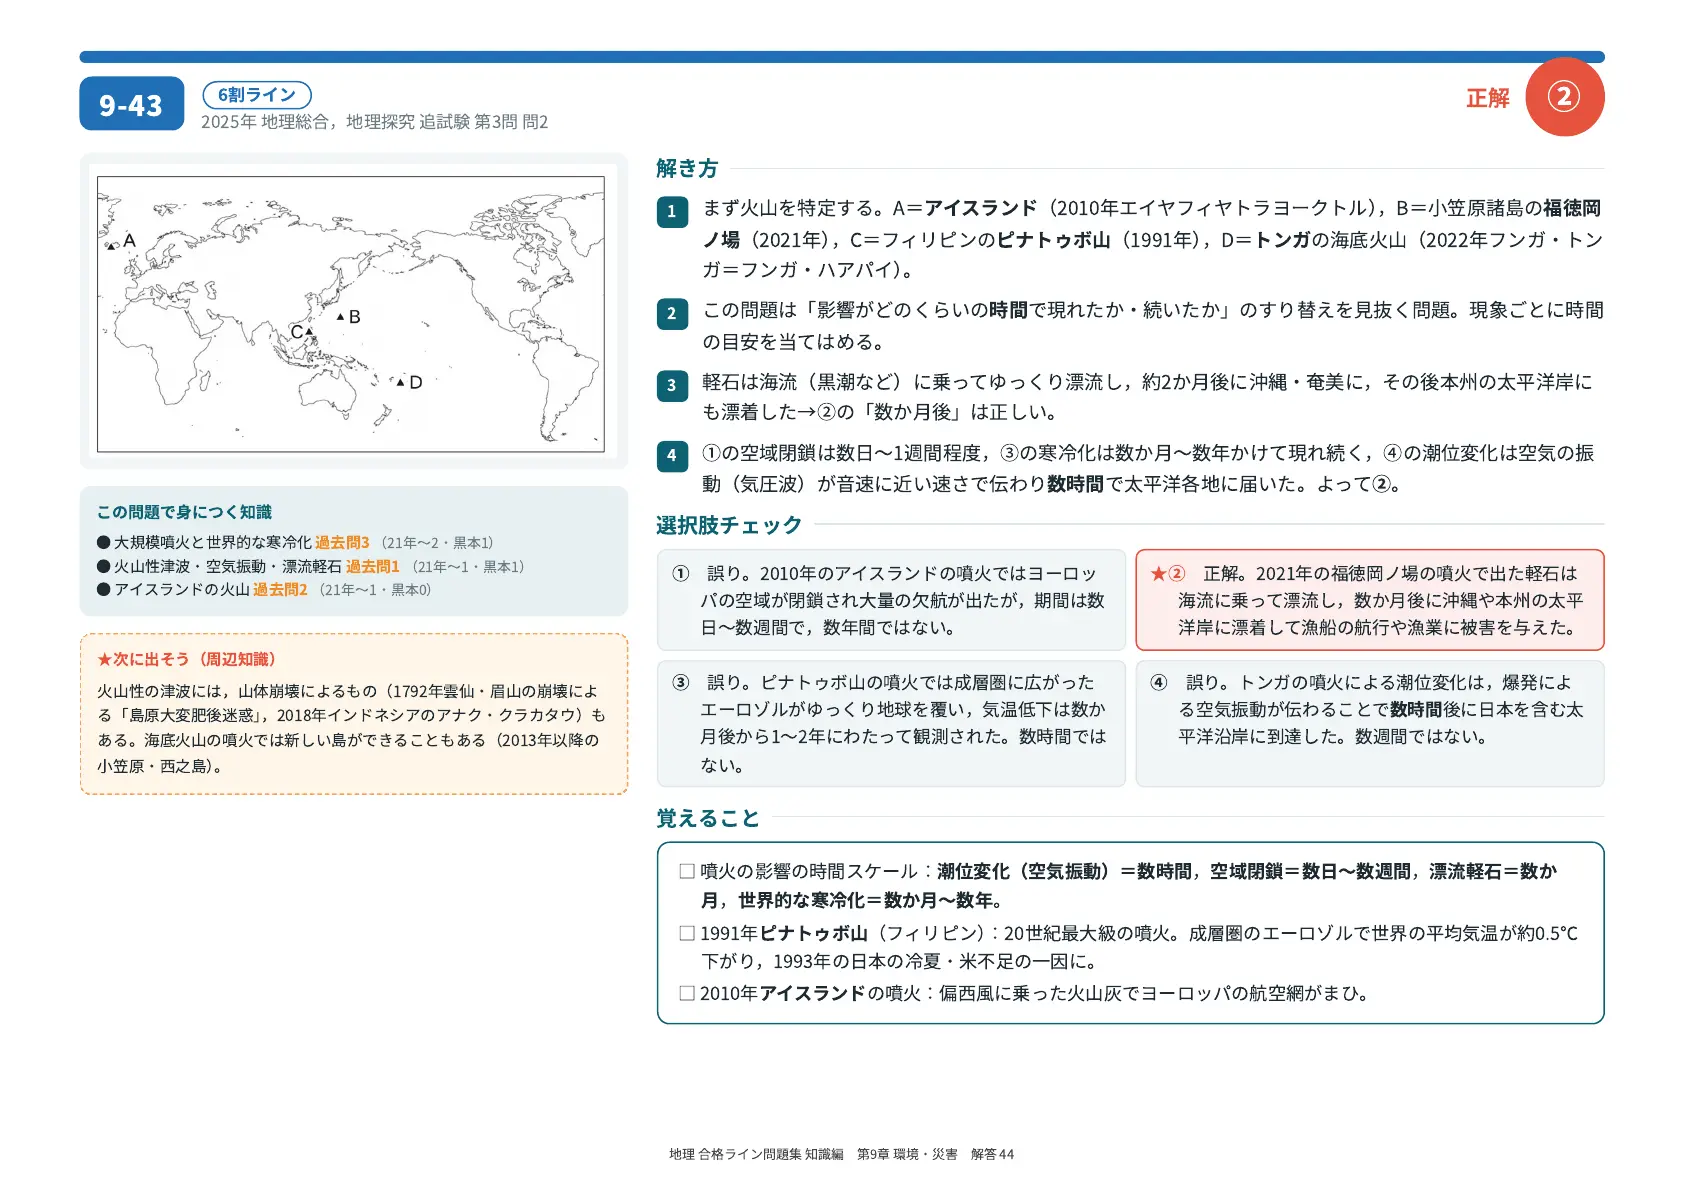 9-43
6割ライン
2025年 地理総合，地理探究 追試験 第3問 問2
正解 ②
A
B
C
D
この問題で身につく知識
● 大規模噴火と世界的な寒冷化 過去問3 （21年～2・黒本1）
● 火山性津波・空気振動・漂流軽石 過去問1 （21年～1・黒本1）
● アイスランドの火山 過去問2 （21年～1・黒本0）
★次に出そう（周辺知識）
火山性の津波には，山体崩壊によるもの（1792年雲仙・眉山の崩壊によ
る「島原大変肥後迷惑」，2018年インドネシアのアナク・クラカタウ）も
ある。海底火山の噴火では新しい島ができることもある（2013年以降の
小笠原・西之島）。
解き方
1 まず火山を特定する。A＝アイスランド（2010年エイヤフィヤトラヨークトル），B＝小笠原諸島の福徳岡
ノ場（2021年），C＝フィリピンのピナトゥボ山（1991年），D＝トンガの海底火山（2022年フンガ・トン
ガ＝フンガ・ハアパイ）。
2 この問題は「影響がどのくらいの時間で現れたか・続いたか」のすり替えを見抜く問題。現象ごとに時間
の目安を当てはめる。
3 軽石は海流（黒潮など）に乗ってゆっくり漂流し，約2か月後に沖縄・奄美に，その後本州の太平洋岸に
も漂着した→②の「数か月後」は正しい。
4 ①の空域閉鎖は数日～1週間程度，③の寒冷化は数か月～数年かけて現れ続く，④の潮位変化は空気の振
動（気圧波）が音速に近い速さで伝わり数時間で太平洋各地に届いた。よって②。
選択肢チェック
① 誤り。2010年のアイスランドの噴火ではヨーロッ
パの空域が閉鎖され大量の欠航が出たが，期間は数
日～数週間で，数年間ではない。
★② 正解。2021年の福徳岡ノ場の噴火で出た軽石は
海流に乗って漂流し，数か月後に沖縄や本州の太平
洋岸に漂着して漁船の航行や漁業に被害を与えた。
③ 誤り。ピナトゥボ山の噴火では成層圏に広がった
エーロゾルがゆっくり地球を覆い，気温低下は数か
月後から1～2年にわたって観測された。数時間では
ない。
④ 誤り。トンガの噴火による潮位変化は，爆発によ
る空気振動が伝わることで数時間後に日本を含む太
平洋沿岸に到達した。数週間ではない。
覚えること
□ 噴火の影響の時間スケール：潮位変化（空気振動）＝数時間，空域閉鎖＝数日～数週間，漂流軽石＝数か
月，世界的な寒冷化＝数か月～数年。
□ 1991年ピナトゥボ山（フィリピン）：20世紀最大級の噴火。成層圏のエーロゾルで世界の平均気温が約0.5℃
下がり，1993年の日本の冷夏・米不足の一因に。
□ 2010年アイスランドの噴火：偏西風に乗った火山灰でヨーロッパの航空網がまひ。
地理 合格ライン問題集 知識編 第9章 環境・災害 解答 44